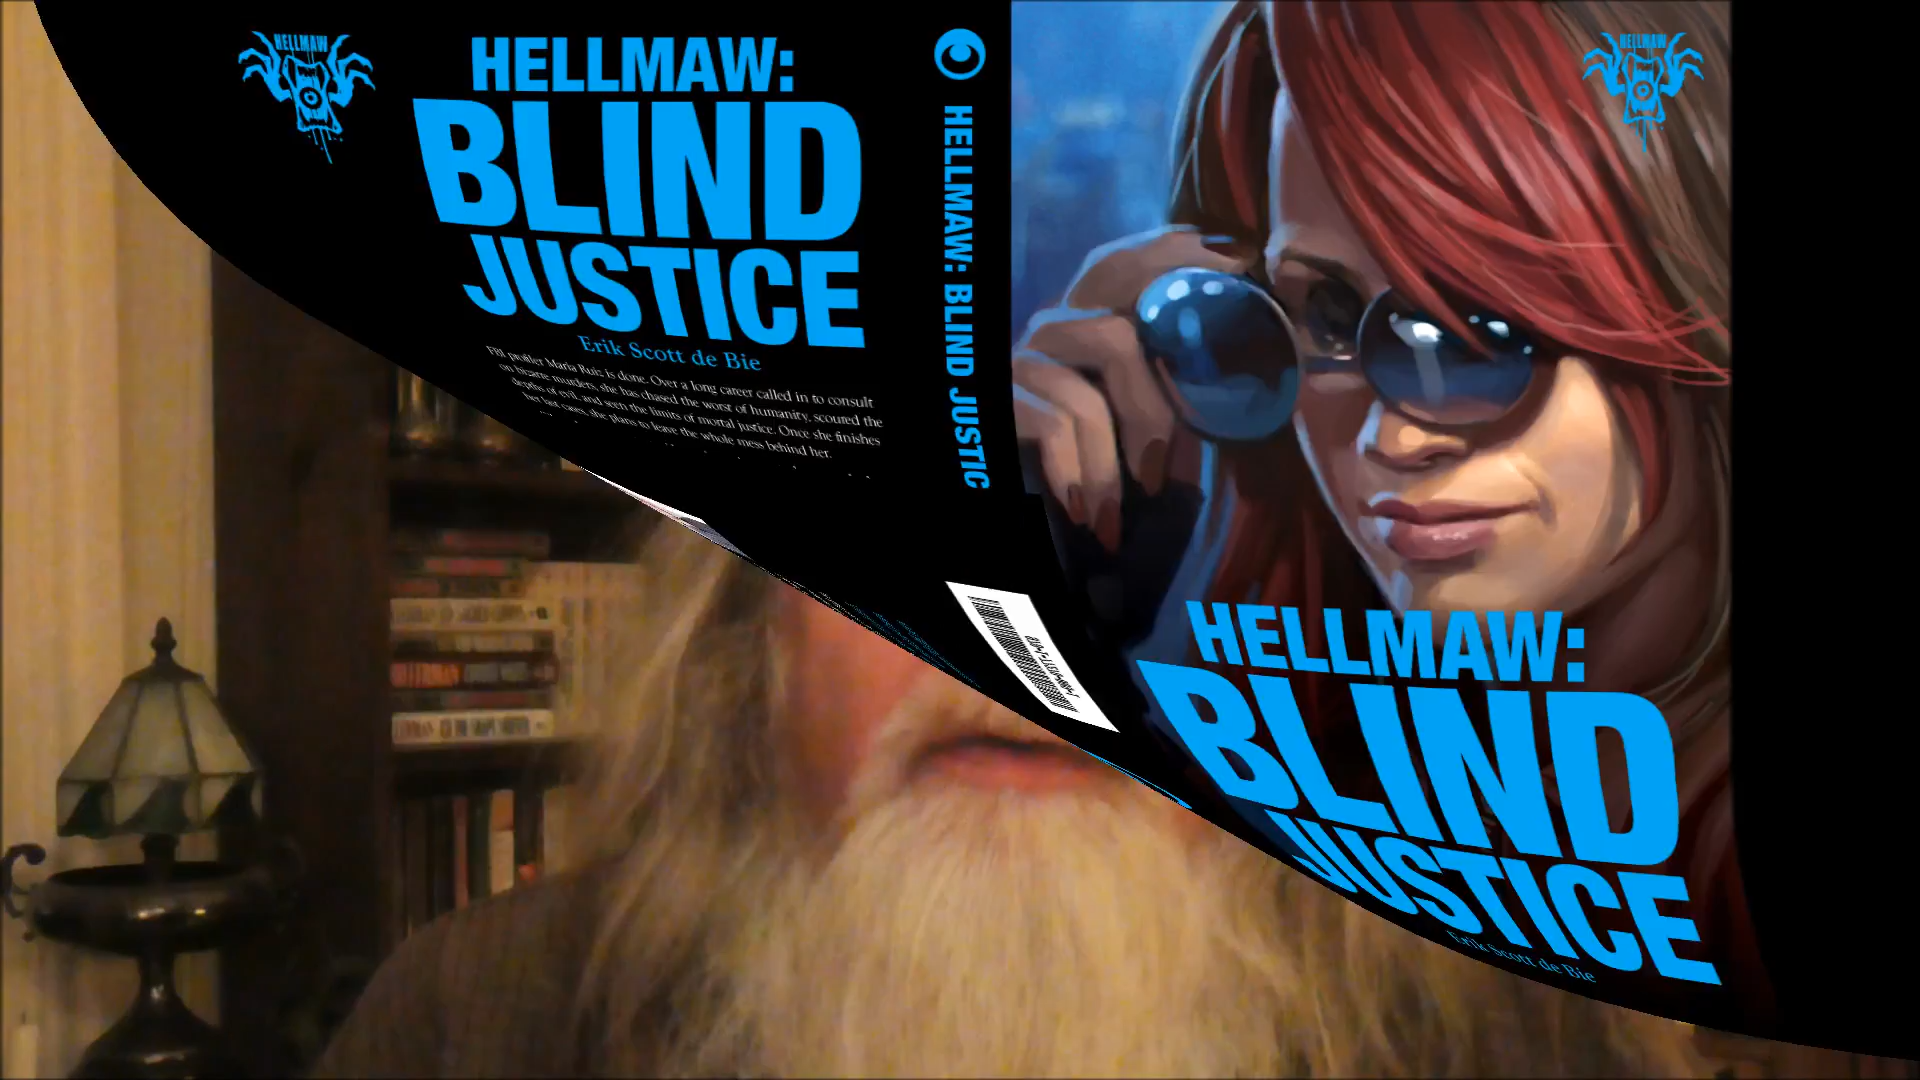 HELLMAW
HELLMAW:
BLIND
JUSTICE
Erik Scott de Bie
FBI profiler Maria Ruiz is done. Over a long career called in to consult
on bizarre murders, she has chased the worst of humanity, scoured the
depths of evil, and seen the limits of mortal justice. Once she finishes
her last cases, she plans to leave the whole mess behind her.
HELLMAW: BLIND JUSTIC
HELLMAW
HELLMAW:
BLIND
JUSTICE
Erik Scott de Bie